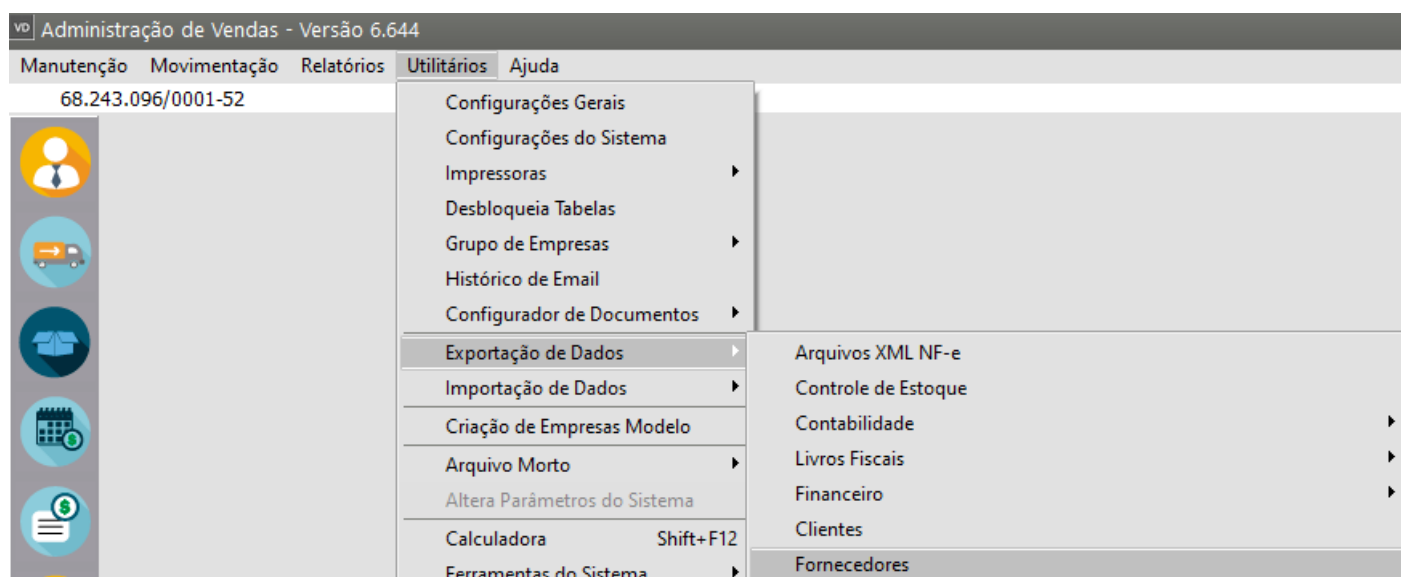 VD Administração de Vendas - Versão 6.644
Manutenção Movimentação Relatórios Utilitários Ajuda
68.243.096/0001-52
Configurações Gerais
Configurações do Sistema
Impressoras
Desbloqueia Tabelas
Grupo de Empresas
Histórico de Email
Configurador de Documentos
Exportação de Dados
Importação de Dados
Criação de Empresas Modelo
Arquivo Morto
Altera Parâmetros do Sistema
Calculadora Shift+F12
Ferramentas do Sistema
Arquivos XML NF-e
Controle de Estoque
Contabilidade
Livros Fiscais
Financeiro
Clientes
Fornecedores